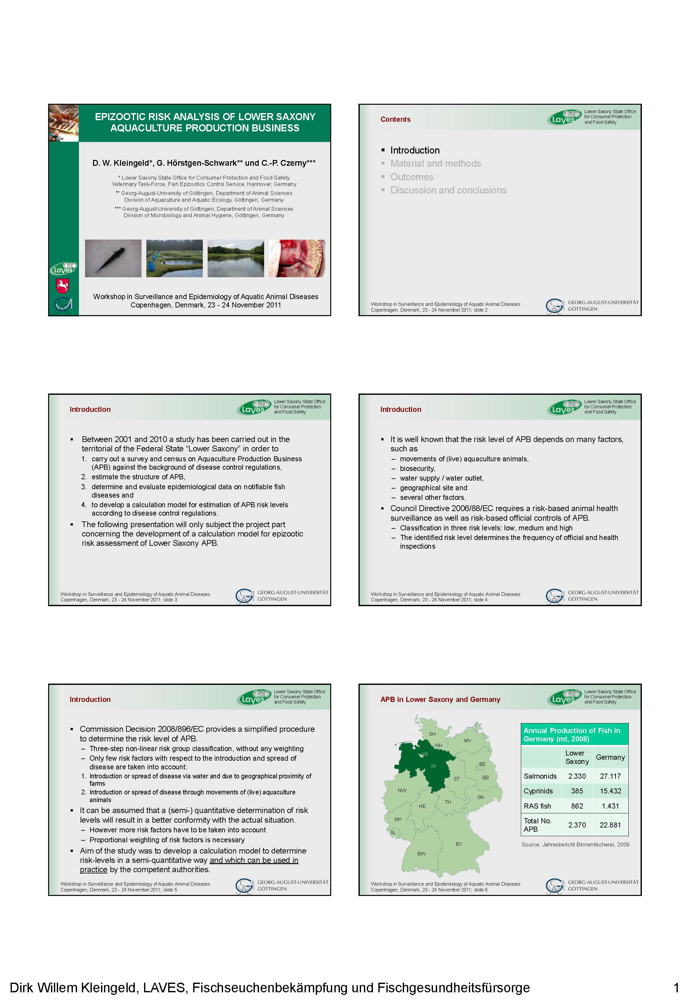 EPIZOOTIC RISK ANALYSIS OF LOWER SAXONY
AQUACULTURE PRODUCTION BUSINESS
D. W. Kleingeld*, G. Hörstgen-Schwark** und C.-P. Czerny***
* Lower Saxony State Office for Consumer Protection and Food Safety
Veterinary Task-Force, Fish Epizootics Control Service, Hannover, Germany
** Georg-August-University of Göttingen, Department of Animal Sciences
Division of Aquaculture and Aquatic Ecology, Göttingen, Germany
*** Georg-August-University of Göttingen, Department of Animal Sciences
Division of Microbiology and Animal Hygiene, Göttingen, Germany
Laves
Workshop in Surveillance and Epidemiology of Aquatic Animal Diseases
Copenhagen, Denmark, 23 - 24 November 2011
Contents
Laves
Lower Saxony State Office
for Consumer Protection
and Food Safety
▪ Introduction
▪ Material and methods
▪ Outcomes
▪ Discussion and conclusions
Workshop in Surveillance and Epidemiology of Aquatic Animal Diseases
Copenhagen, Denmark, 23 - 24 November 2011; slide 2
GEORG-AUGUST-UNIVERSITÄT
GÖTTINGEN
Introduction
Laves
Lower Saxony State Office
for Consumer Protection
and Food Safety
▪ Between 2001 and 2010 a study has been carried out in the
territorial of the Federal State “Lower Saxony” in order to
1. carry out a survey and census on Aquaculture Production Business
(APB) against the background of disease control regulations,
2. estimate the structure of APB,
3. determine and evaluate epidemiological data on notifiable fish
diseases and
4. to develop a calculation model for estimation of APB risk levels
according to disease control regulations.
▪ The following presentation will only subject the project part
concerning the development of a calculation model for epizootic
risk assessment of Lower Saxony APB.
Workshop in Surveillance and Epidemiology of Aquatic Animal Diseases
Copenhagen, Denmark, 23 - 24 November 2011; slide 3
GEORG-AUGUST-UNIVERSITÄT
GÖTTINGEN
Introduction
Laves
Lower Saxony State Office
for Consumer Protection
and Food Safety
▪ It is well known that the risk level of APB depends on many factors,
such as
– movements of (live) aquaculture animals,
– biosecurity,
– water supply / water outlet,
– geographical site and
– several other factors.
▪ Council Directive 2006/88/EC requires a risk-based animal health
surveillance as well as risk-based official controls of APB.
– Classification in three risk levels: low, medium and high
– The identified risk level determines the frequency of official and health
inspections
Workshop in Surveillance and Epidemiology of Aquatic Animal Diseases
Copenhagen, Denmark, 23 - 24 November 2011; slide 4
GEORG-AUGUST-UNIVERSITÄT
GÖTTINGEN
Introduction
Laves
Lower Saxony State Office
for Consumer Protection
and Food Safety
▪ Commission Decision 2008/896/EC provides a simplified procedure
to determine the risk level of APB.
– Three-step non-linear risk group classification, without any weighting
– Only few risk factors with respect to the introduction and spread of
disease are taken into account:
1. Introduction or spread of disease via water and due to geographical proximity of
farms
2. Introduction or spread of disease through movements of (live) aquaculture
animals
▪ It can be assumed that a (semi-) quantitative determination of risk
levels will result in a better conformity with the actual situation.
– However more risk factors have to be taken into account
– Proportional weighting of risk factors is necessary
▪ Aim of the study was to develop a calculation model to determine
risk-levels in a semi-quantitative way and which can be used in
practice by the competent authorities.
Workshop in Surveillance and Epidemiology of Aquatic Animal Diseases
Copenhagen, Denmark, 23 - 24 November 2011; slide 5
GEORG-AUGUST-UNIVERSITÄT
GÖTTINGEN
APB in Lower Saxony and Germany
Laves
Lower Saxony State Office
for Consumer Protection
and Food Safety
SH
MV
HH
HB
NI
BE
ST
BB
NW
SN
TH
HE
RP
SL
BY
BW
Annual Production of Fish in
Germany (mt, 2008)
Lower
Saxony Germany
Salmonids 2.330 27.117
Cyprinids 385 15.432
RAS fish 862 1.431
Total No.
APB 2.370 22.881
Source: Jahresbericht Binnenfischerei, 2009
Workshop in Surveillance and Epidemiology of Aquatic Animal Diseases
Copenhagen, Denmark, 23 - 24 November 2011; slide 6
GEORG-AUGUST-UNIVERSITÄT
GÖTTINGEN
Dirk Willem Kleingeld, LAVES, Fischseuchenbekämpfung und Fischgesundheitsfürsorge 1